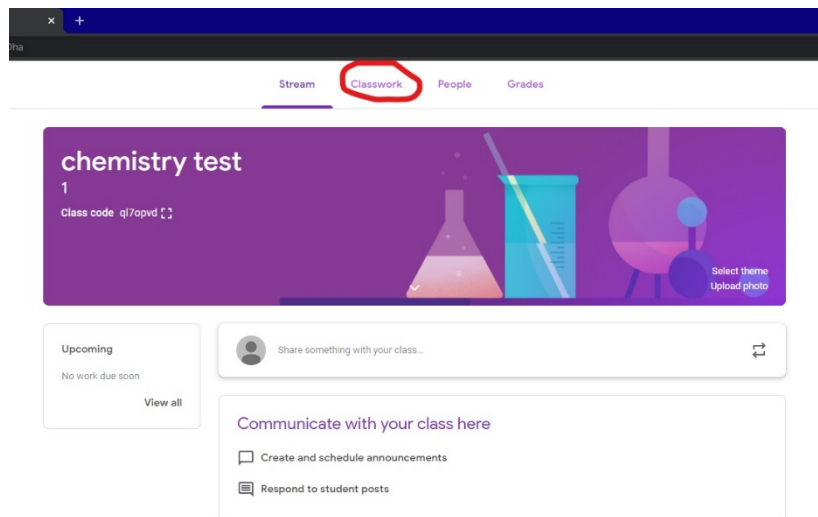 × +
Dha
Stream Classwork People Grades
chemistry test
1
Class code ql7opvd
Select theme
Upload photo
Upcoming
No work due soon
View all
Share something with your class...
Communicate with your class here
Create and schedule announcements
Respond to student posts